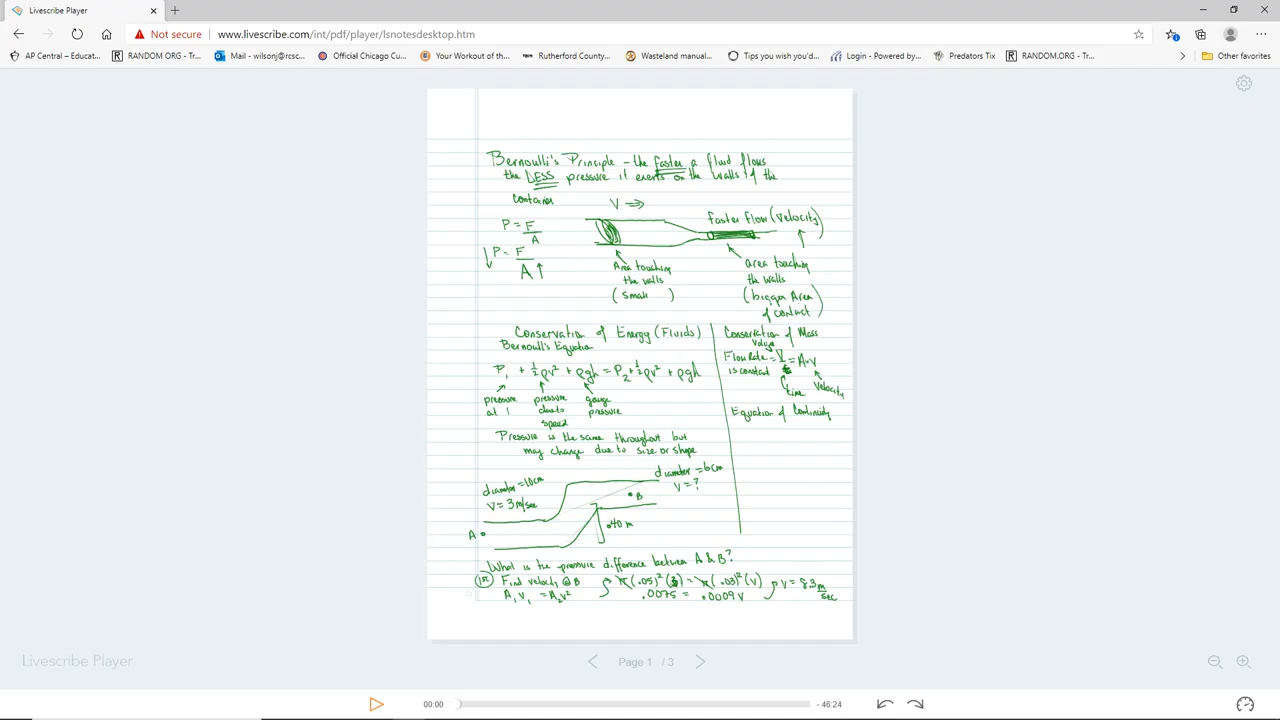 Livescribe Player
Not secure
www.livescribe.com/int/pdf/player/lsnotesdesktop.htm
AP Central – Educat...
RANDOM ORG - Tr...
Mail - wilsonj@rcsc...
Official Chicago Cu...
Your Workout of th...
Rutherford County...
Wasteland manual...
Tips you wish you'd...
Login - Powered by...
Predators Tix
RANDOM.ORG - Tr...
Other favorites
Bernoulli's Principle - the faster a fluid flows
the LESS pressure it exerts on the walls of the
container
V ⇒
P = F/A
↓P = F/A↑
faster flow (velocity)
Area touching
the walls
(small)
area touching
the walls
(bigger Area
of contact)
Conservation of Energy (Fluids)
Bernoulli's Equation
P₁ + ½ρv² + ρgh = P₂ + ½ρv² + ρgh
pressure
at 1
pressure
due to
speed
gauge
pressure
Pressure is the same throughout but
may change due to size or shape
Conservation of Mass
Volume
Flow Rate = V/t = A·v
is constant
time
Velocity
Equation of Continuity
diameter = 10cm
V = 3 m/sec
diameter = 6cm
V = ?
B
.40 m
A
What is the pressure difference between A & B?
1st Find velocity @ B
A₁V₁ = A₂V²
π(.05)²(3) = π(.03)²(V)
.0075 = .0009V
V = 8.3 m/sec
Livescribe Player
Page 1 / 3
00:00
- 46:24